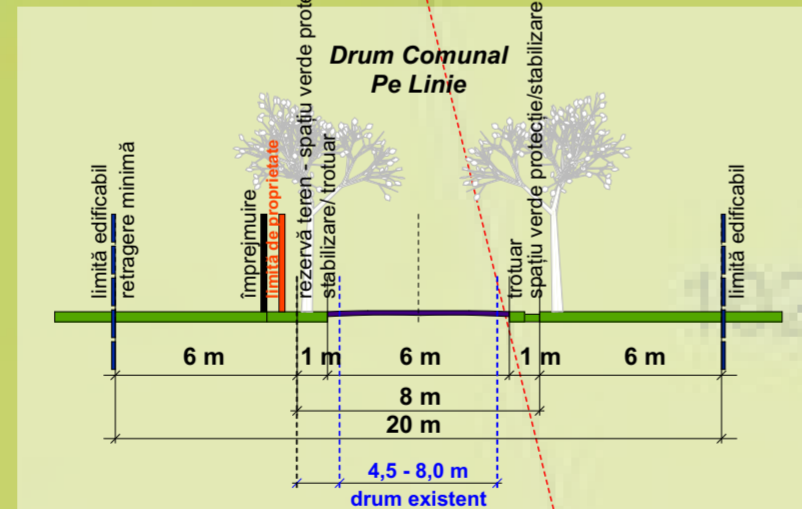 Drum Comunal
Pe Linie
limită edificabil
retragere minimă
împrejmuire
limită de proprietate
rezervă teren - spațiu verde prote
stabilizare/ trotuar
trotuar
spațiu verde protecție/stabilizare
limită edificabil
6 m
1 m
6 m
1 m
6 m
8 m
20 m
4,5 - 8,0 m
drum existent